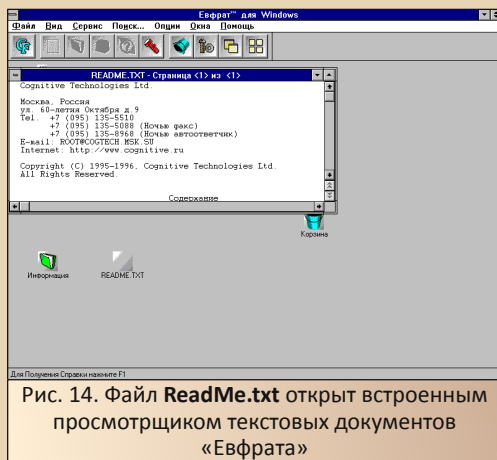 Евфрат™ для Windows
Файл Вид Сервис Поиск... Опции Окна Помощь
README.TXT - Страница <1> из <1>
Cognitive Technologies Ltd.
Москва, Россия
ул. 60-летия Октября д.9
Tel. +7 (095) 135-5510
+7 (095) 135-5088 (Ночью факс)
+7 (095) 135-8968 (Ночью автоответчик)
E-mail: ROOT@COGTECH.MSK.SU
Internet: http://www.cognitive.ru
Copyright (C) 1995-1996, Cognitive Technologies Ltd.
All Rights Reserved.
Содержание
Корзина
Информация README.TXT
Для Получения Справки нажмите F1
Рис. 14. Файл ReadMe.txt открыт встроенным
просмотрщиком текстовых документов
«Евфрата»